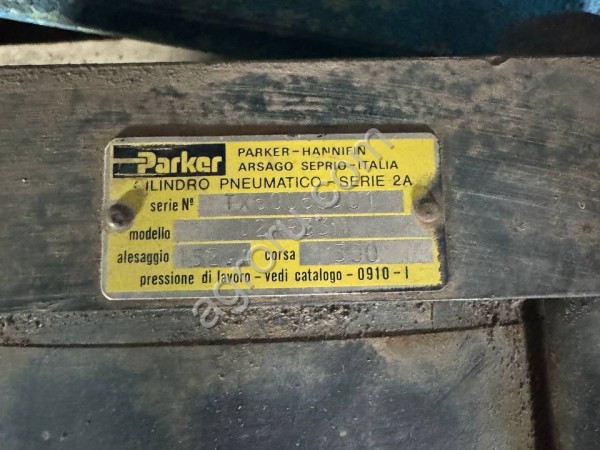 Parker
PARKER-HANNIFIN
ARSAGO SEPRIO-ITALIA
CILINDRO PNEUMATICO - SERIE 2A
serie Nº
modello
alesaggio corsa
pressione di lavoro - vedi catalogo - 0910 - I